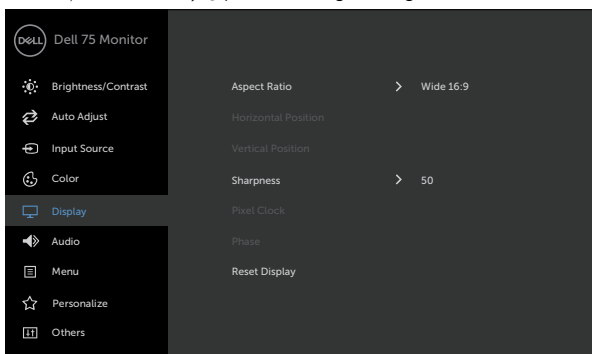 DELL
Dell 75 Monitor
Brightness/Contrast
Aspect Ratio
Wide 16:9
Auto Adjust
Horizontal Position
Input Source
Vertical Position
Color
Sharpness
50
Display
Pixel Clock
Audio
Phase
Menu
Reset Display
Personalize
Others